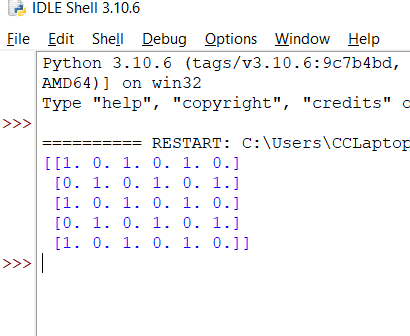 IDLE Shell 3.10.6
File Edit Shell Debug Options Window Help
Python 3.10.6 (tags/v3.10.6:9c7b4bd,
AMD64)] on win32
Type "help", "copyright", "credits" o
>>>
========== RESTART: C:\Users\CCLaptop
[[1. 0. 1. 0. 1. 0.]
[0. 1. 0. 1. 0. 1.]
[1. 0. 1. 0. 1. 0.]
[0. 1. 0. 1. 0. 1.]
[1. 0. 1. 0. 1. 0.]]
>>>